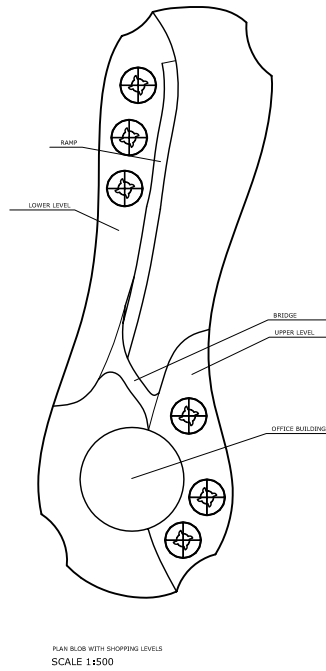 RAMP
LOWER LEVEL
BRIDGE
UPPER LEVEL
OFFICE BUILDING
PLAN BLOB WITH SHOPPING LEVELS
SCALE 1:500